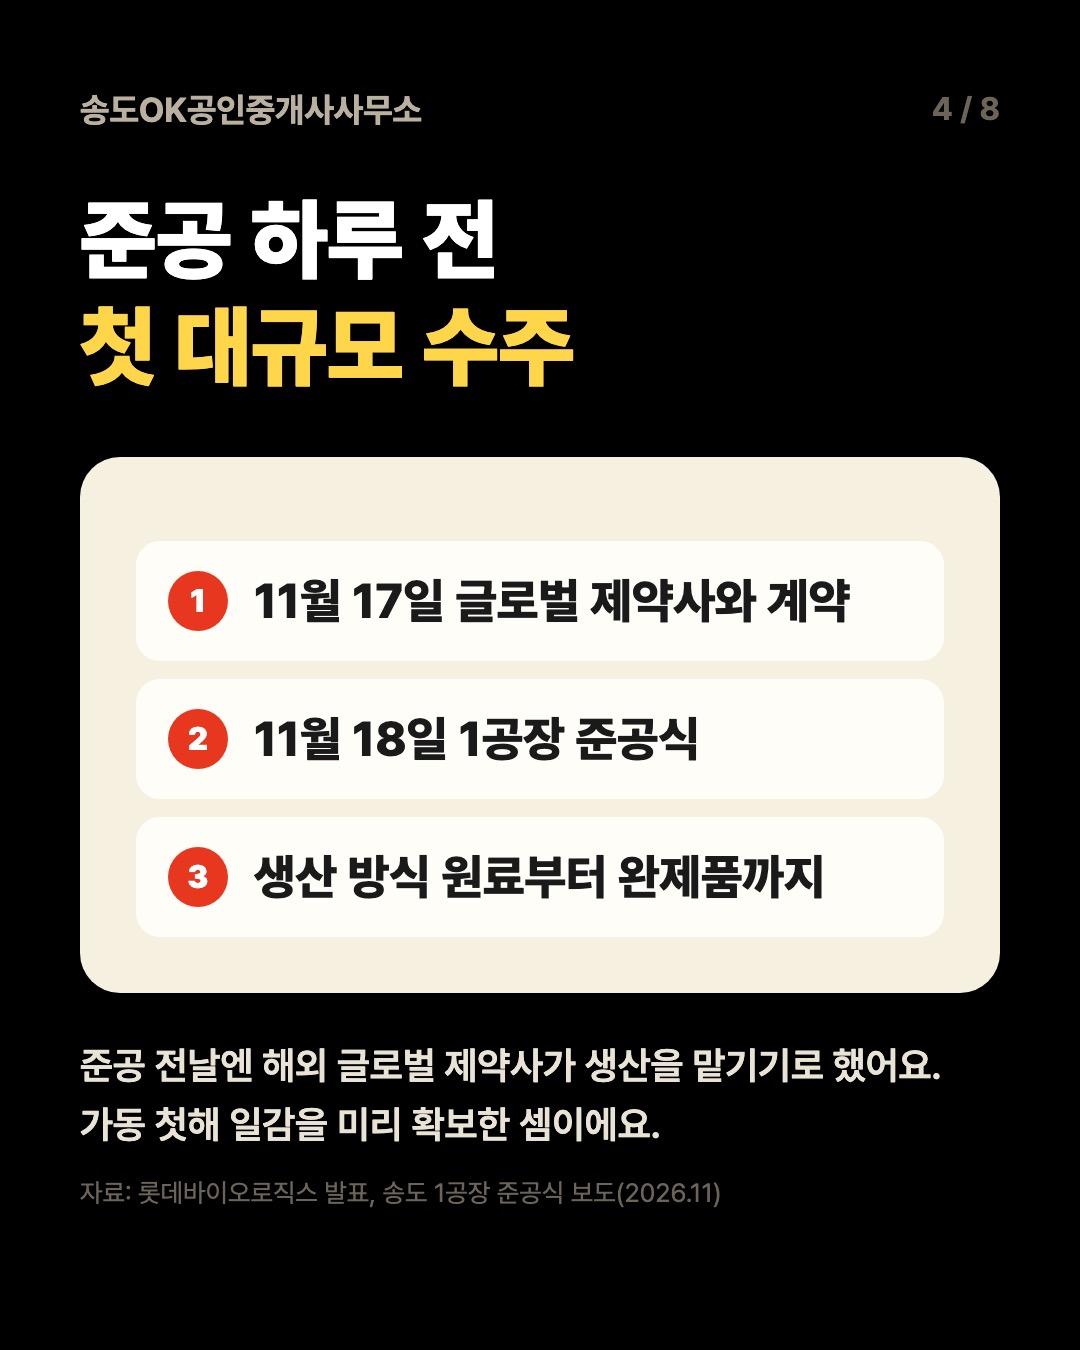 송도OK공인중개사사무소
4 / 8
준공 하루 전
첫 대규모 수주
1 11월 17일 글로벌 제약사와 계약
2 11월 18일 1공장 준공식
3 생산 방식 원료부터 완제품까지
준공 전날엔 해외 글로벌 제약사가 생산을 맡기기로 했어요.
가동 첫해 일감을 미리 확보한 셈이에요.
자료: 롯데바이오로직스 발표, 송도 1공장 준공식 보도(2026.11)